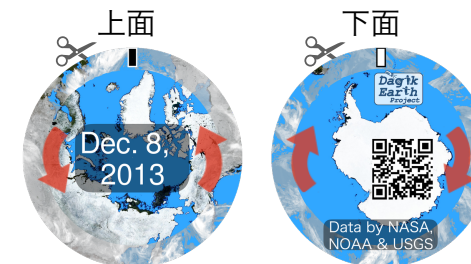 上面
下面
Dec. 8,
2013
Dagik
Earth
Project
Data by NASA,
NOAA & USGS